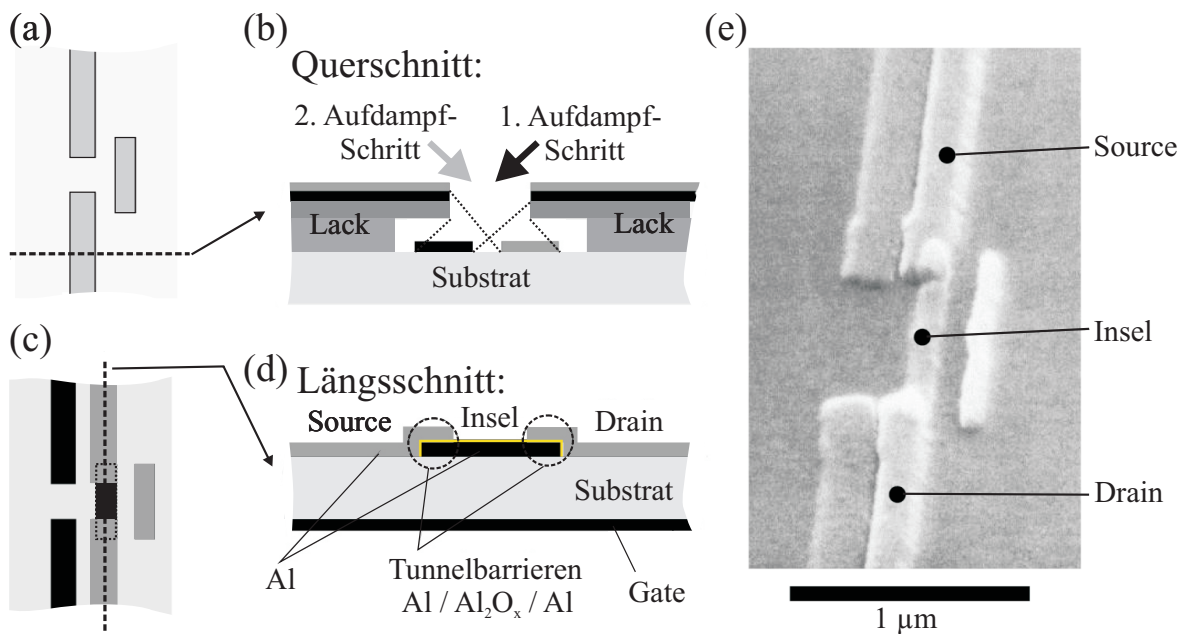 (a)
(b)
Querschnitt:
2. Aufdampf-
Schritt
1. Aufdampf-
Schritt
Lack
Lack
Substrat
(c)
(d)
Längsschnitt:
Source
Insel
Drain
Substrat
Al
Tunnelbarrieren
Al / Al₂Oₓ / Al
Gate
(e)
Source
Insel
Drain
1 µm